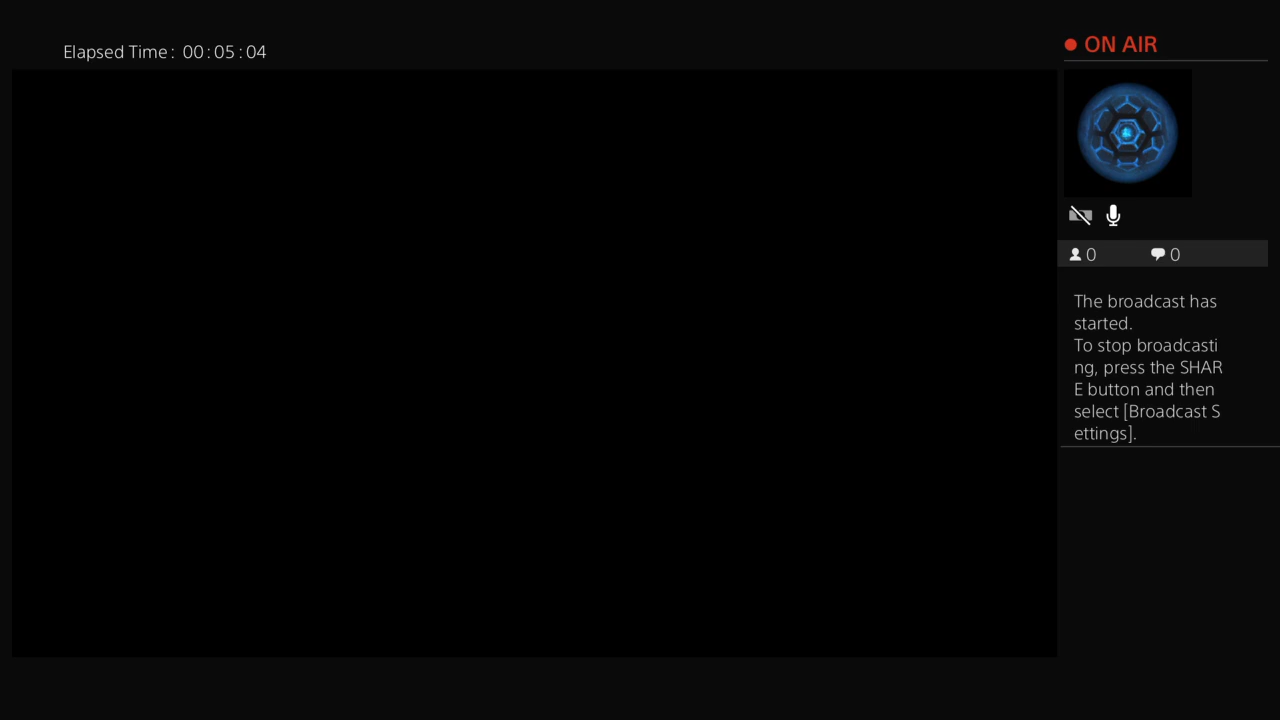 Elapsed Time: 00:05:04
ON AIR
0
0
The broadcast has
started.
To stop broadcasti
ng, press the SHAR
E button and then
select [Broadcast S
ettings].